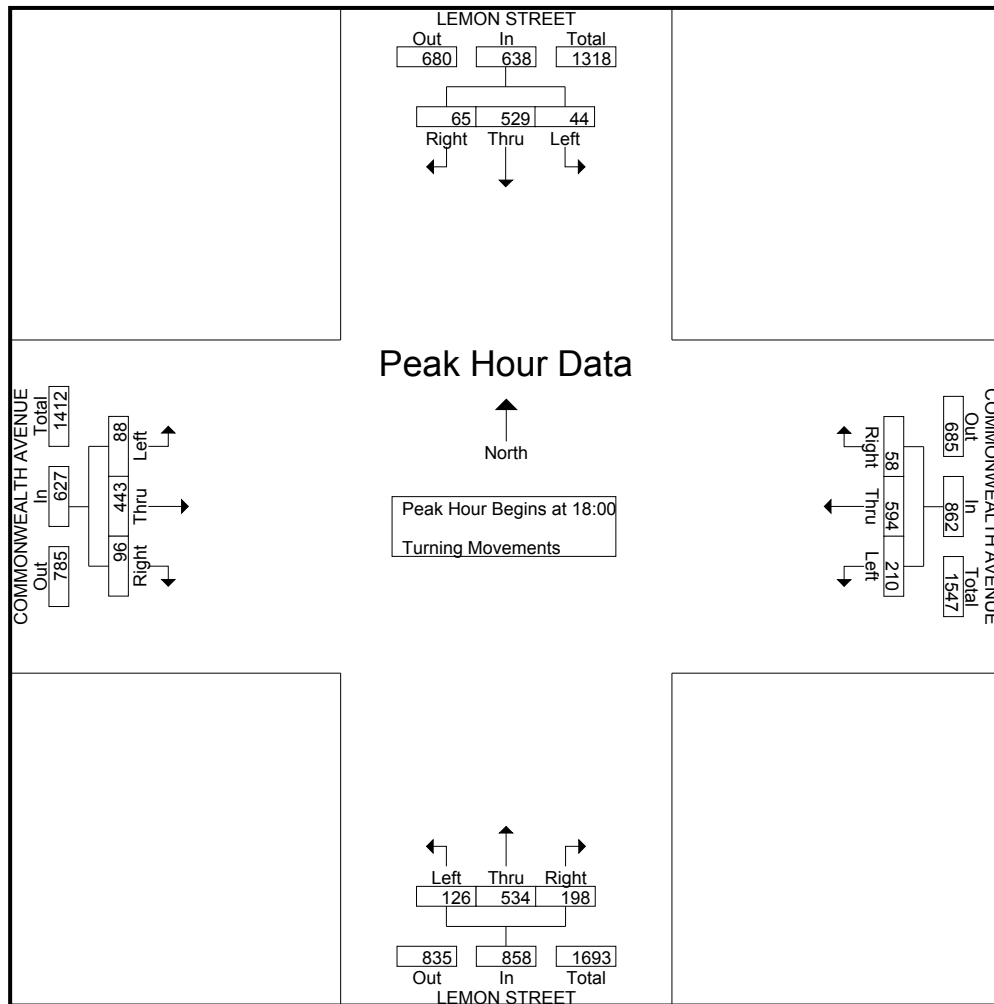 LEMON STREET
Out In Total
680 638 1318
65 529 44
Right Thru Left
Peak Hour Data
North
Peak Hour Begins at 18:00
Turning Movements
COMMONWEALTH AVENUE
Out In Total
785 627 1412
Right Thru Left
96 443 88
COMMONWEALTH AVENUE
Out In Total
685 862 1547
Right Thru Left
58 594 210
Left Thru Right
126 534 198
835 858 1693
Out In Total
LEMON STREET